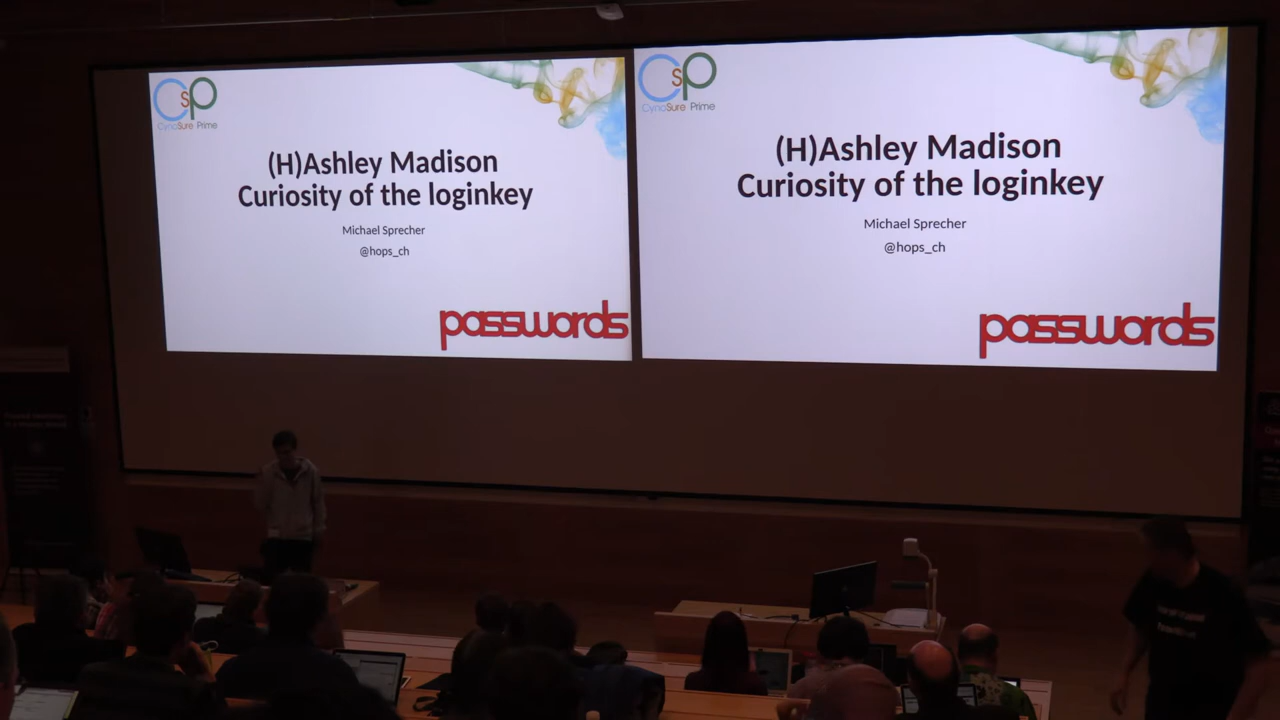 CsP
CynoSure Prime
(H)Ashley Madison
Curiosity of the loginkey
Michael Sprecher
@hops_ch
passwords
CsP
CynoSure Prime
(H)Ashley Madison
Curiosity of the loginkey
Michael Sprecher
@hops_ch
passwords